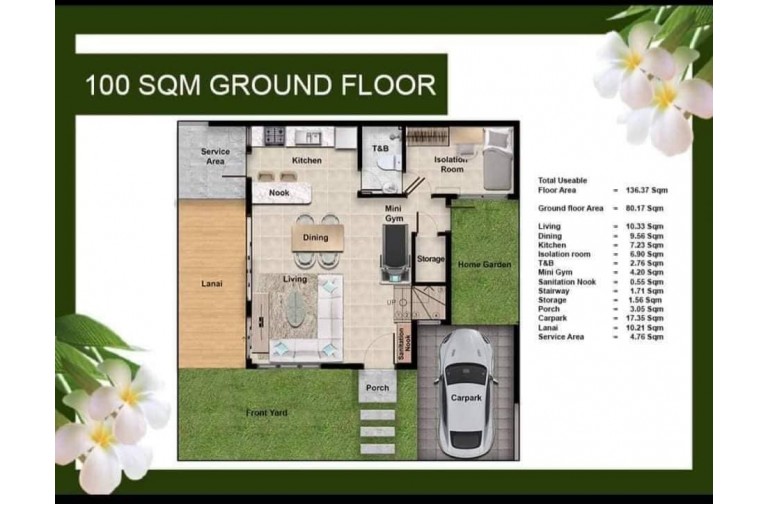 100 SQM GROUND FLOOR
Service
Area
Kitchen
T&B
Isolation
Room
Nook
Mini
Gym
Dining
Storage
Home Garden
Lanai
Living
UP
Sanitation
Nook
Porch
Carpark
Front Yard
Total Useable
Floor Area = 136.37 Sqm
Ground floor Area = 80.17 Sqm
Living = 10.33 Sqm
Dining = 9.56 Sqm
Kitchen = 7.23 Sqm
Isolation room = 6.90 Sqm
T&B = 2.76 Sqm
Mini Gym = 4.20 Sqm
Sanitation Nook = 0.55 Sqm
Stairway = 1.71 Sqm
Storage = 1.56 Sqm
Porch = 3.05 Sqm
Carpark = 17.35 Sqm
Lanai = 10.21 Sqm
Service Area = 4.76 Sqm